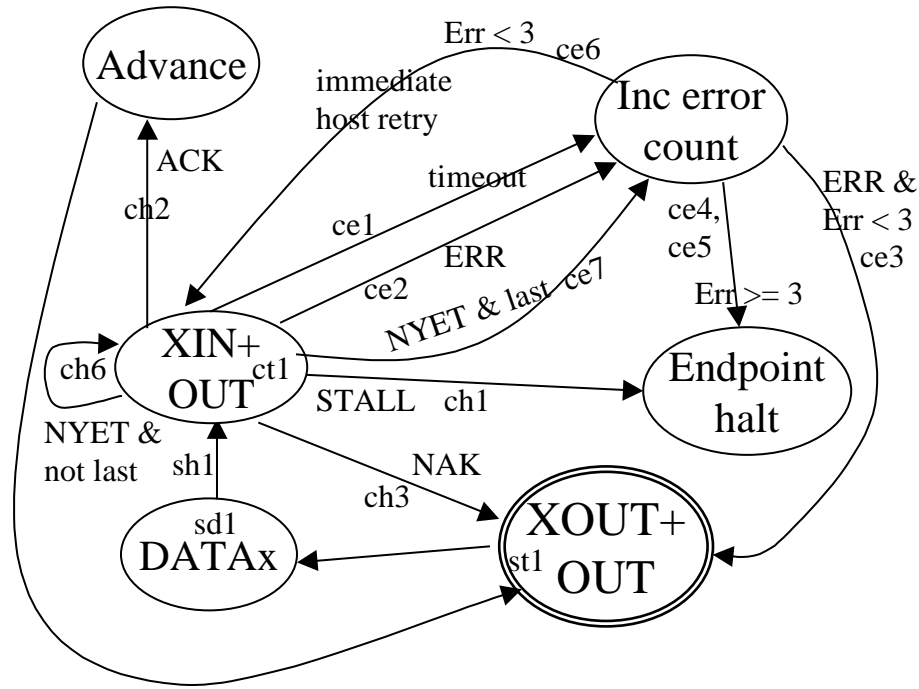 Err < 3
ce6
Advance
immediate
host retry
Inc error
count
ACK
ch2
timeout
ce1
ERR &
Err < 3
ce3
ce4,
ce5
ERR
ce2
NYET & last
ce7
Err >= 3
XIN+
OUT
ct1
ch6
Endpoint
halt
STALL
ch1
NYET &
not last
sh1
NAK
ch3
XOUT+
OUT
st1
sd1
DATAx